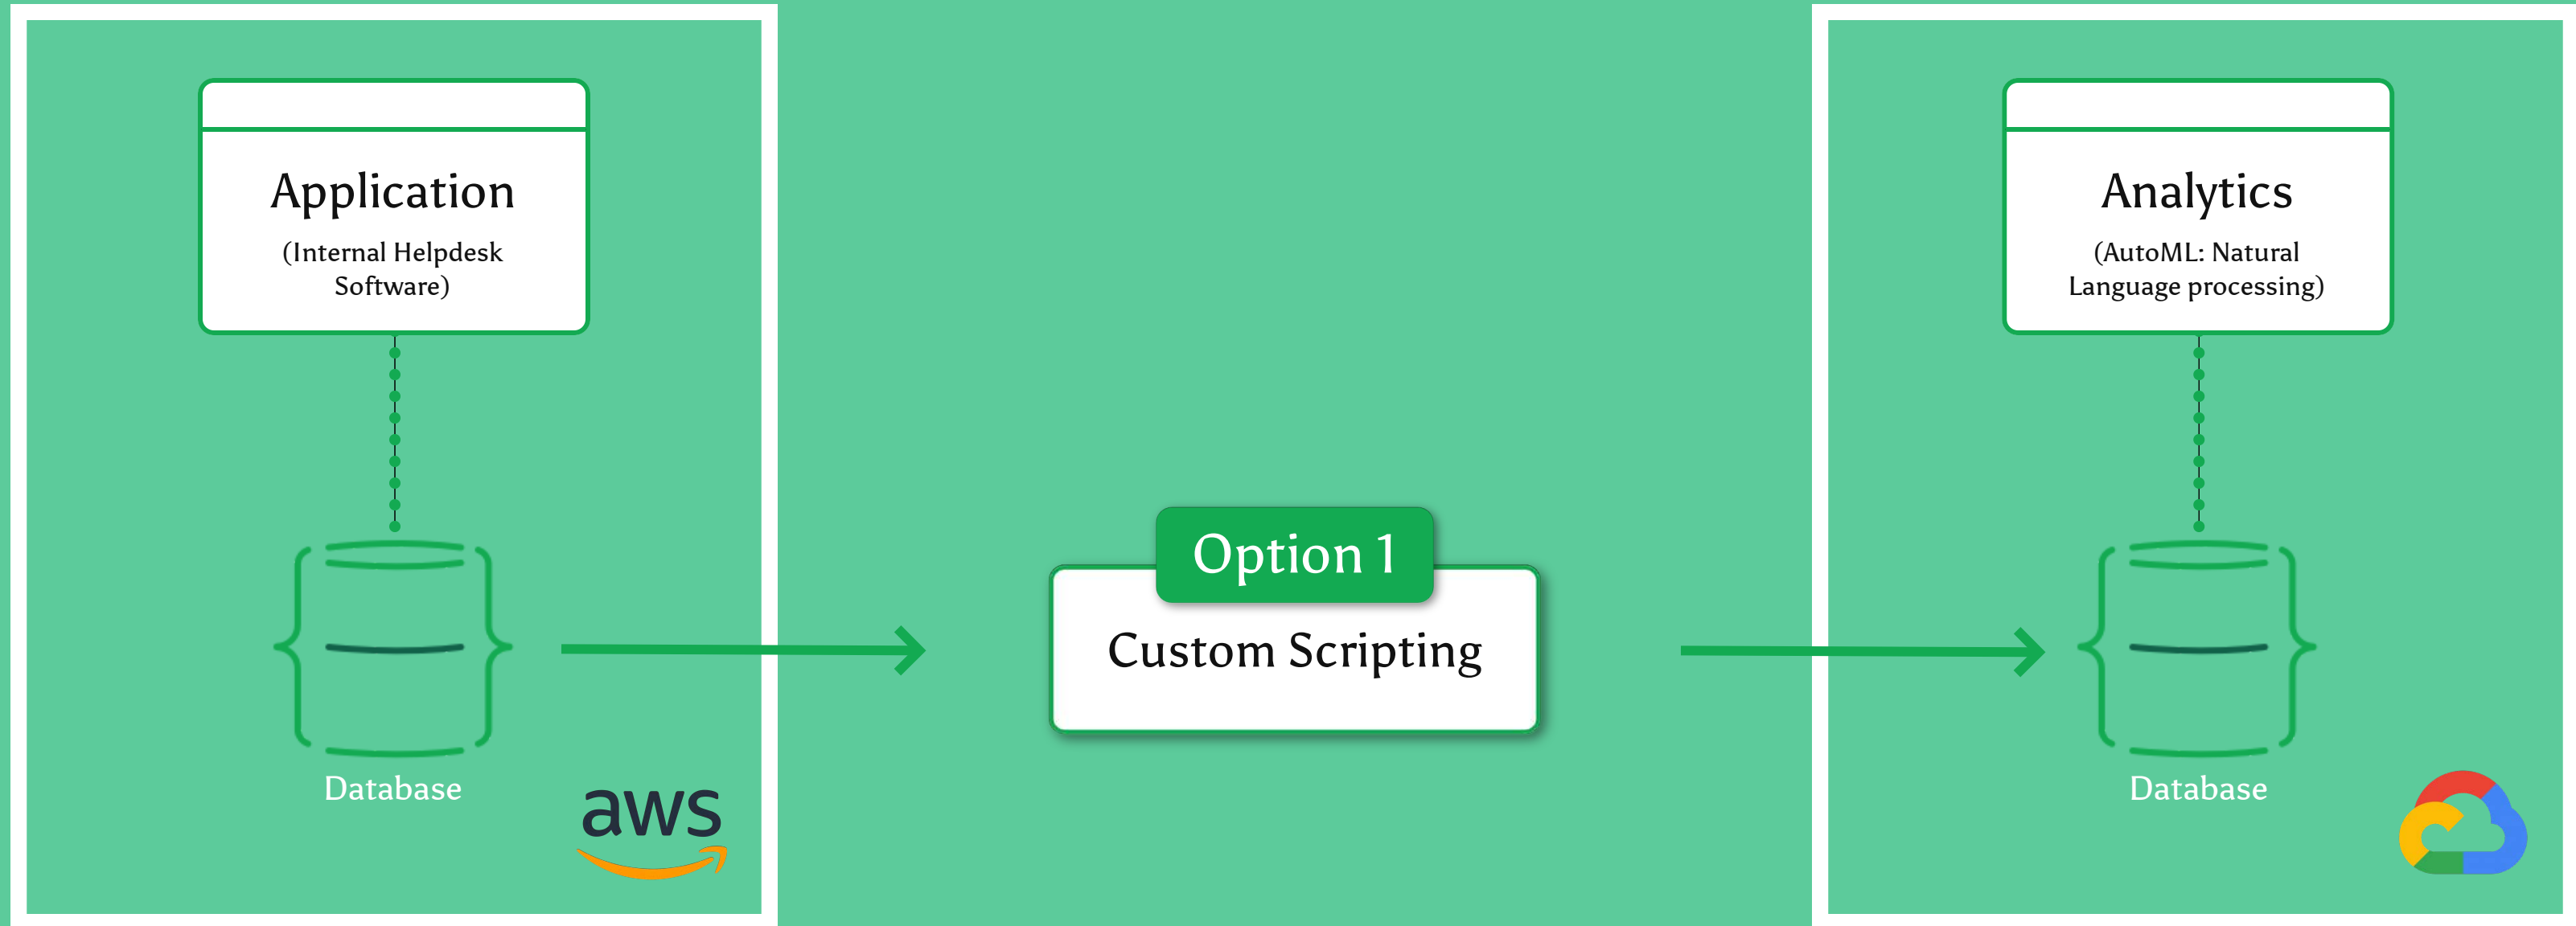 Application
(Internal Helpdesk
Software)
Database
aws
Option 1
Custom Scripting
Analytics
(AutoML: Natural
Language processing)
Database